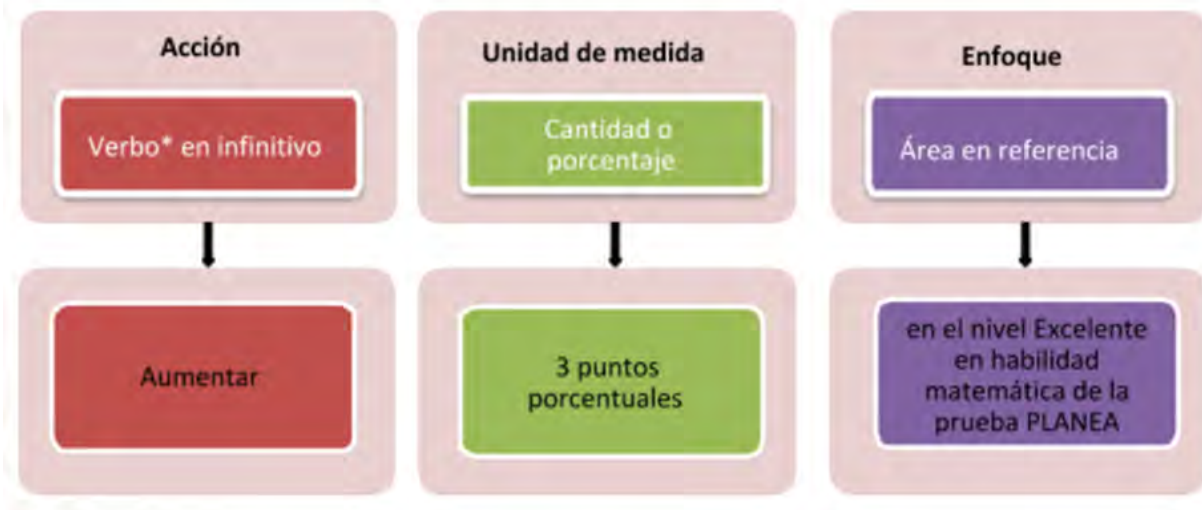 Acción
Verbo* en infinitivo
Aumentar
Unidad de medida
Cantidad o
porcentaje
3 puntos
porcentuales
Enfoque
Área en referencia
en el nivel Excelente
en habilidad
matemática de la
prueba PLANEA